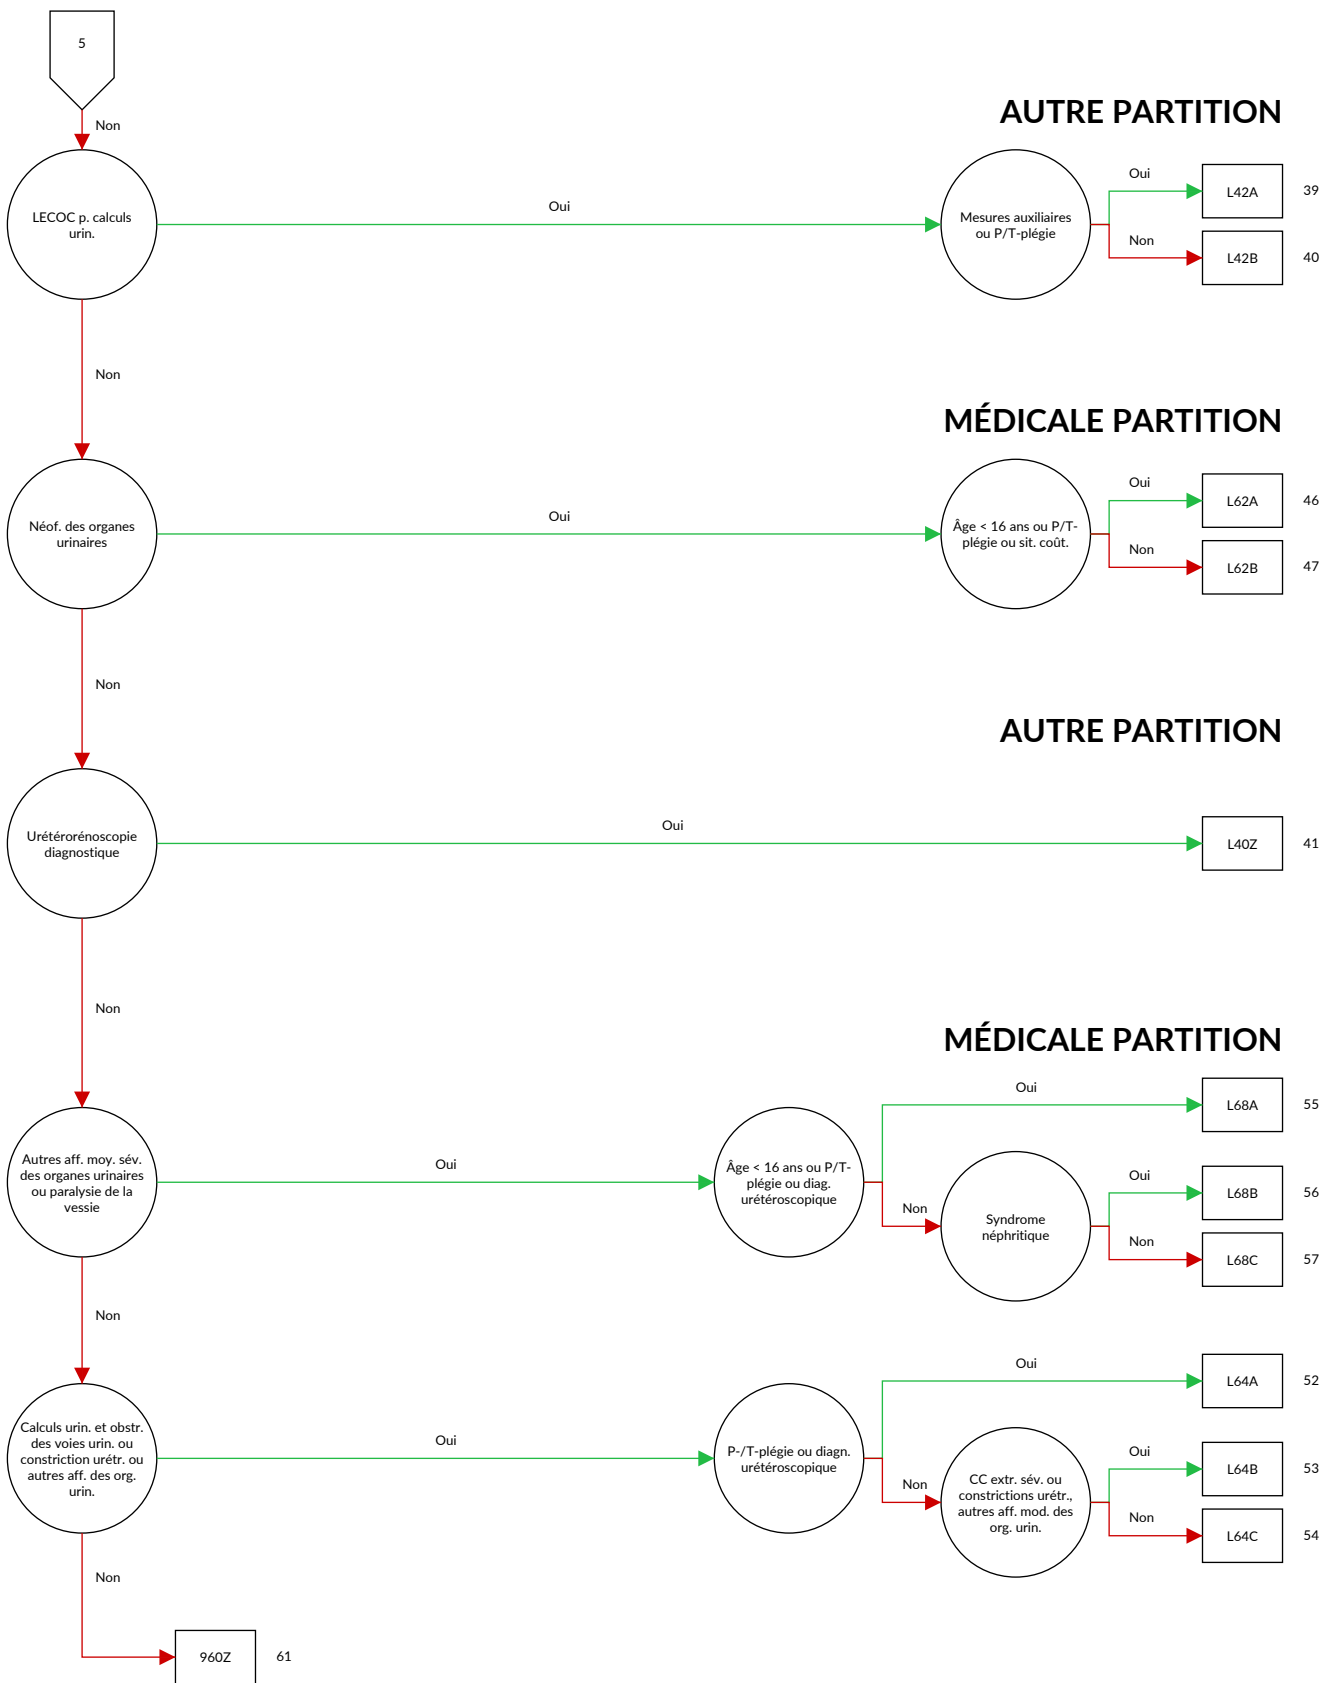 5
Non
AUTRE PARTITION
LECOC p. calculs
urin.
Oui
Mesures auxiliaires
ou P/T-plégie
Oui
L42A
39
Non
L42B
40
Non
MÉDICALE PARTITION
Néof. des organes
urinaires
Oui
Âge < 16 ans ou P/T-
plégie ou sit. coût.
Oui
L62A
46
Non
L62B
47
Non
AUTRE PARTITION
Urétérorénoscopie
diagnostique
Oui
L40Z
41
Non
MÉDICALE PARTITION
Autres aff. moy. sév.
des organes urinaires
ou paralysie de la
vessie
Oui
Âge < 16 ans ou P/T-
plégie ou diag.
urétéroscopique
Oui
L68A
55
Non
Syndrome
néphritique
Oui
L68B
56
Non
L68C
57
Non
Calculs urin. et obstr.
des voies urin. ou
constriction urétr. ou
autres aff. des org.
urin.
Oui
P-/T-plégie ou diagn.
urétéroscopique
Oui
L64A
52
Non
CC extr. sév. ou
constrictions urétr.,
autres aff. mod. des
org. urin.
Oui
L64B
53
Non
L64C
54
Non
960Z
61